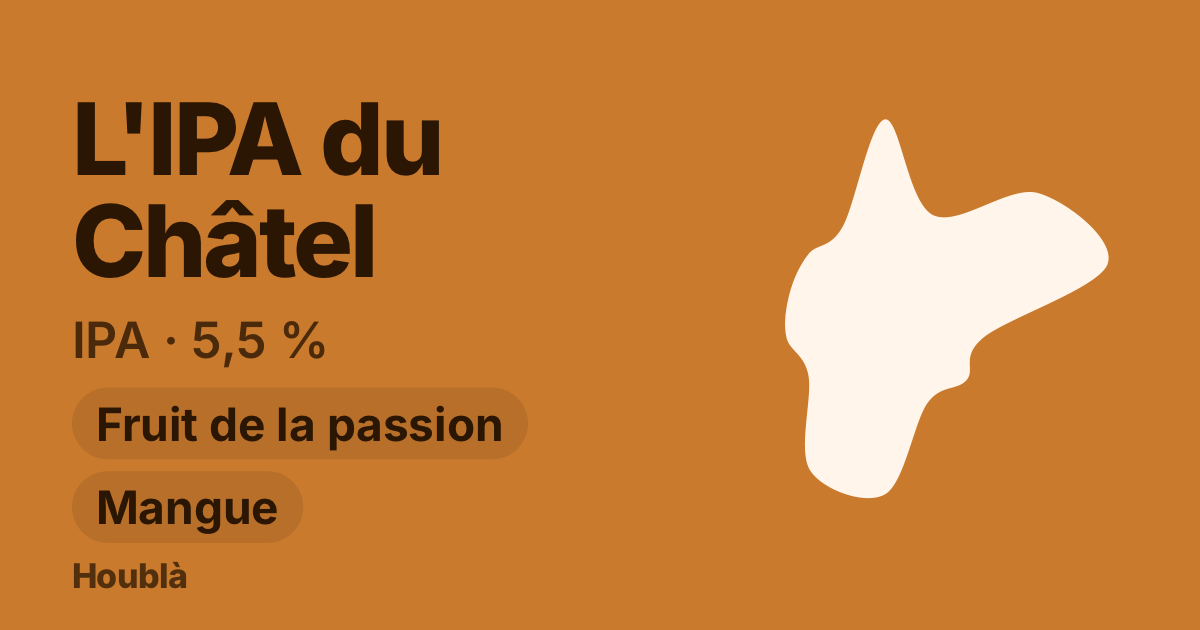 L'IPA du
Châtel
IPA · 5,5 %
Fruit de la passion
Mangue
Houblà